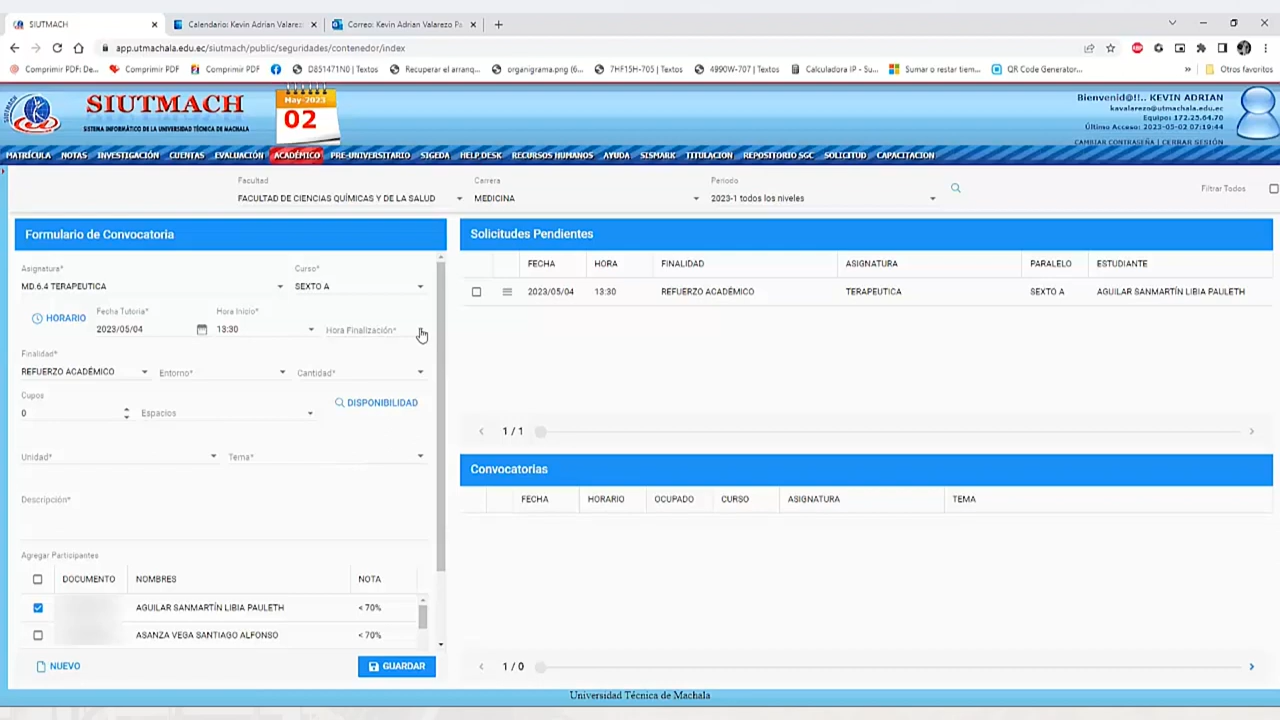 SIUTMACH
Calendario: Kevin Adrian Valarez
Correo: Kevin Adrian Valarezo Pa
app.utmachala.edu.ec/siutmach/public/seguridades/contenedor/index
Comprimir PDF: De...
Comprimir PDF
Comprimir PDF
D851471N0 | Textos
Recuperar el arranq...
organigrama.png (6...
7HF15H-705 | Textos
4990W-707 | Textos
Calculadora IP - Su...
Sumar o restar tiem...
QR Code Generator...
»
Otros favoritos
SIUTMACH
SISTEMA INFORMÁTICO DE LA UNIVERSIDAD TÉCNICA DE MACHALA
May-2023
02
Bienvenid@!!.. KEVIN ADRIAN
kavalarezo@utmachala.edu.ec
Equipo: 172.25.64.70
Último Acceso: 2023-05-02 07:19:44
CAMBIAR CONTRASEÑA | CERRAR SESIÓN
MATRÍCULA NOTAS INVESTIGACIÓN CUENTAS EVALUACIÓN ACADÉMICO PRE-UNIVERSITARIO SIGEDA HELP DESK RECURSOS HUMANOS AYUDA SISMARK TITULACION REPOSITORIO SGC SOLICITUD CAPACITACION
Facultad
FACULTAD DE CIENCIAS QUÍMICAS Y DE LA SALUD
Carrera
MEDICINA
Periodo
2023-1 todos los niveles
Filtrar Todos
Formulario de Convocatoria
Asignatura*
MD.6.4 TERAPEUTICA
Curso*
SEXTO A
HORARIO
Fecha Tutoria*
2023/05/04
Hora Inicio*
13:30
Hora Finalización*
Finalidad*
REFUERZO ACADÉMICO
Entorno*
Cantidad*
Cupos
0
Espacios
DISPONIBILIDAD
Unidad*
Tema*
Descripción*
Agregar Participantes
DOCUMENTO NOMBRES NOTA
AGUILAR SANMARTÍN LIBIA PAULETH < 70%
ASANZA VEGA SANTIAGO ALFONSO < 70%
NUEVO
GUARDAR
Solicitudes Pendientes
FECHA HORA FINALIDAD ASIGNATURA PARALELO ESTUDIANTE
2023/05/04 13:30 REFUERZO ACADÉMICO TERAPEUTICA SEXTO A AGUILAR SANMARTÍN LIBIA PAULETH
1 / 1
Convocatorias
FECHA HORARIO OCUPADO CURSO ASIGNATURA TEMA
1 / 0
Universidad Técnica de Machala